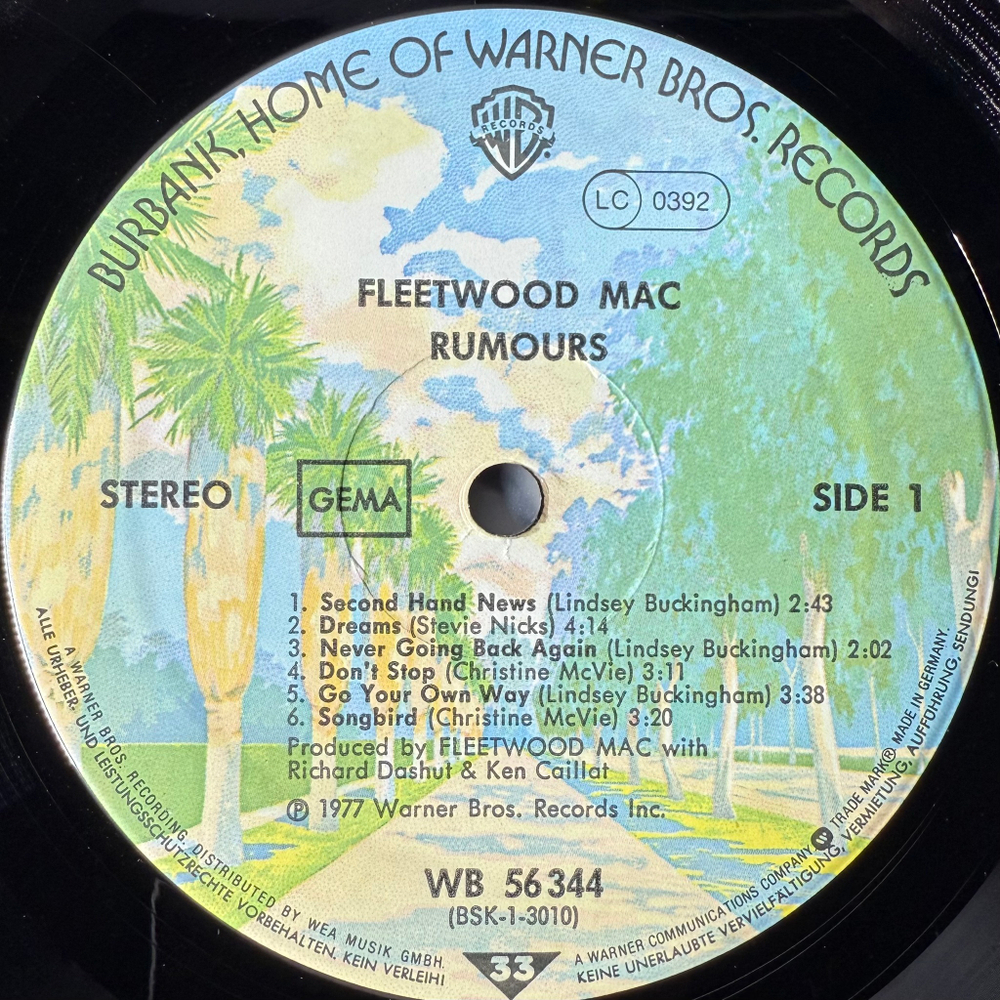 BURBANK, HOME OF WARNER BROS. RECORDS
WB
RECORDS
LC 0392
FLEETWOOD MAC
RUMOURS
STEREO
GEMA
SIDE 1
1. Second Hand News (Lindsey Buckingham) 2:43
2. Dreams (Stevie Nicks) 4:14
3. Never Going Back Again (Lindsey Buckingham) 2:02
4. Don't Stop (Christine McVie) 3:11
5. Go Your Own Way (Lindsey Buckingham) 3:38
6. Songbird (Christine McVie) 3:20
Produced by FLEETWOOD MAC with
Richard Dashut & Ken Caillat
℗ 1977 Warner Bros. Records Inc.
WB 56 344
(BSK-1-3010)
33
A WARNER BROS. RECORDING. DISTRIBUTED BY WEA MUSIK GMBH. A WARNER COMMUNICATIONS COMPANY. TRADE MARK® MADE IN GERMANY.
ALLE URHEBER- UND LEISTUNGSSCHUTZRECHTE VORBEHALTEN. KEIN VERLEIH! KEINE UNERLAUBTE VERVIELFÄLTIGUNG, VERMIETUNG, AUFFÜHRUNG, SENDUNG!